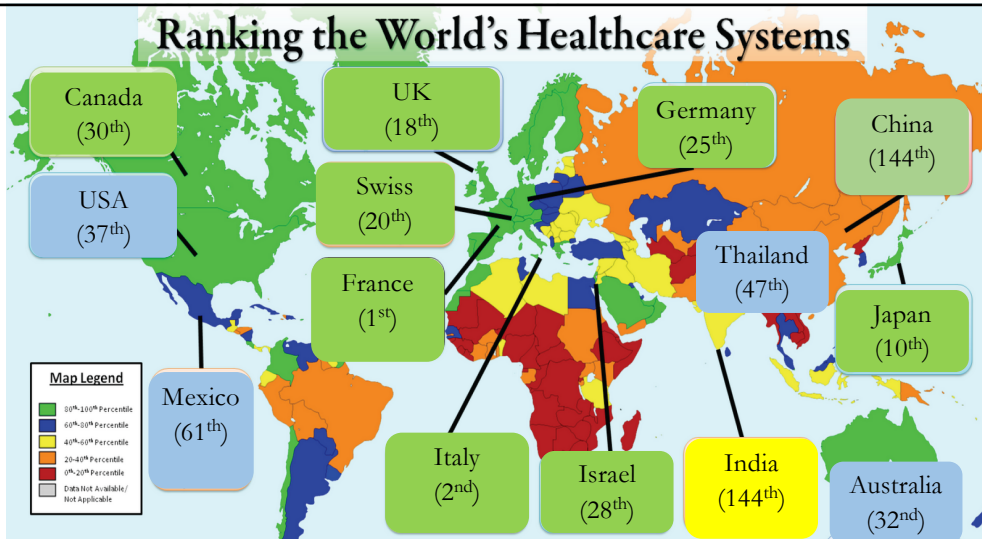 Ranking the World's Healthcare Systems
Canada
(30th)
UK
(18th)
Germany
(25th)
China
(144th)
USA
(37th)
Swiss
(20th)
France
(1st)
Thailand
(47th)
Japan
(10th)
Map Legend
80th-100th Percentile
60th-80th Percentile
40th-60th Percentile
20-40th Percentile
0th-20th Percentile
Data Not Available/
Not Applicable
Mexico
(61th)
Italy
(2nd)
Israel
(28th)
India
(144th)
Australia
(32nd)